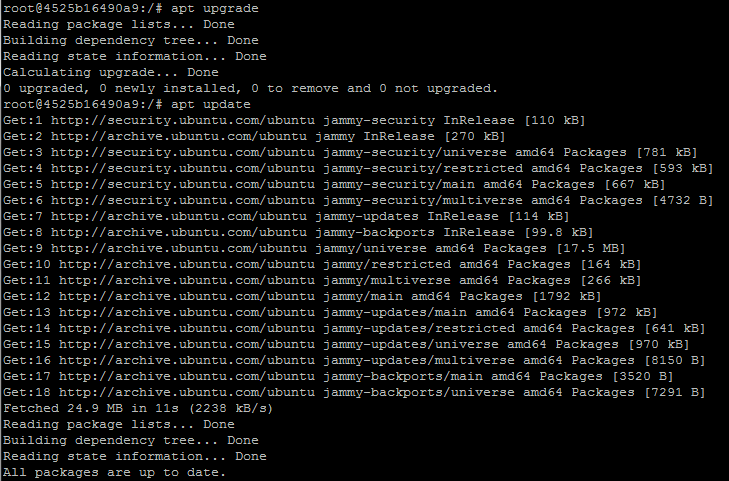 root@4525b16490a9:/# apt upgrade
Reading package lists... Done
Building dependency tree... Done
Reading state information... Done
Calculating upgrade... Done
0 upgraded, 0 newly installed, 0 to remove and 0 not upgraded.
root@4525b16490a9:/# apt update
Get:1 http://security.ubuntu.com/ubuntu jammy-security InRelease [110 kB]
Get:2 http://archive.ubuntu.com/ubuntu jammy InRelease [270 kB]
Get:3 http://security.ubuntu.com/ubuntu jammy-security/universe amd64 Packages [781 kB]
Get:4 http://security.ubuntu.com/ubuntu jammy-security/restricted amd64 Packages [593 kB]
Get:5 http://security.ubuntu.com/ubuntu jammy-security/main amd64 Packages [667 kB]
Get:6 http://security.ubuntu.com/ubuntu jammy-security/multiverse amd64 Packages [4732 B]
Get:7 http://archive.ubuntu.com/ubuntu jammy-updates InRelease [114 kB]
Get:8 http://archive.ubuntu.com/ubuntu jammy-backports InRelease [99.8 kB]
Get:9 http://archive.ubuntu.com/ubuntu jammy/universe amd64 Packages [17.5 MB]
Get:10 http://archive.ubuntu.com/ubuntu jammy/restricted amd64 Packages [164 kB]
Get:11 http://archive.ubuntu.com/ubuntu jammy/multiverse amd64 Packages [266 kB]
Get:12 http://archive.ubuntu.com/ubuntu jammy/main amd64 Packages [1792 kB]
Get:13 http://archive.ubuntu.com/ubuntu jammy-updates/main amd64 Packages [972 kB]
Get:14 http://archive.ubuntu.com/ubuntu jammy-updates/restricted amd64 Packages [641 kB]
Get:15 http://archive.ubuntu.com/ubuntu jammy-updates/universe amd64 Packages [970 kB]
Get:16 http://archive.ubuntu.com/ubuntu jammy-updates/multiverse amd64 Packages [8150 B]
Get:17 http://archive.ubuntu.com/ubuntu jammy-backports/main amd64 Packages [3520 B]
Get:18 http://archive.ubuntu.com/ubuntu jammy-backports/universe amd64 Packages [7291 B]
Fetched 24.9 MB in 11s (2238 kB/s)
Reading package lists... Done
Building dependency tree... Done
Reading state information... Done
All packages are up to date.